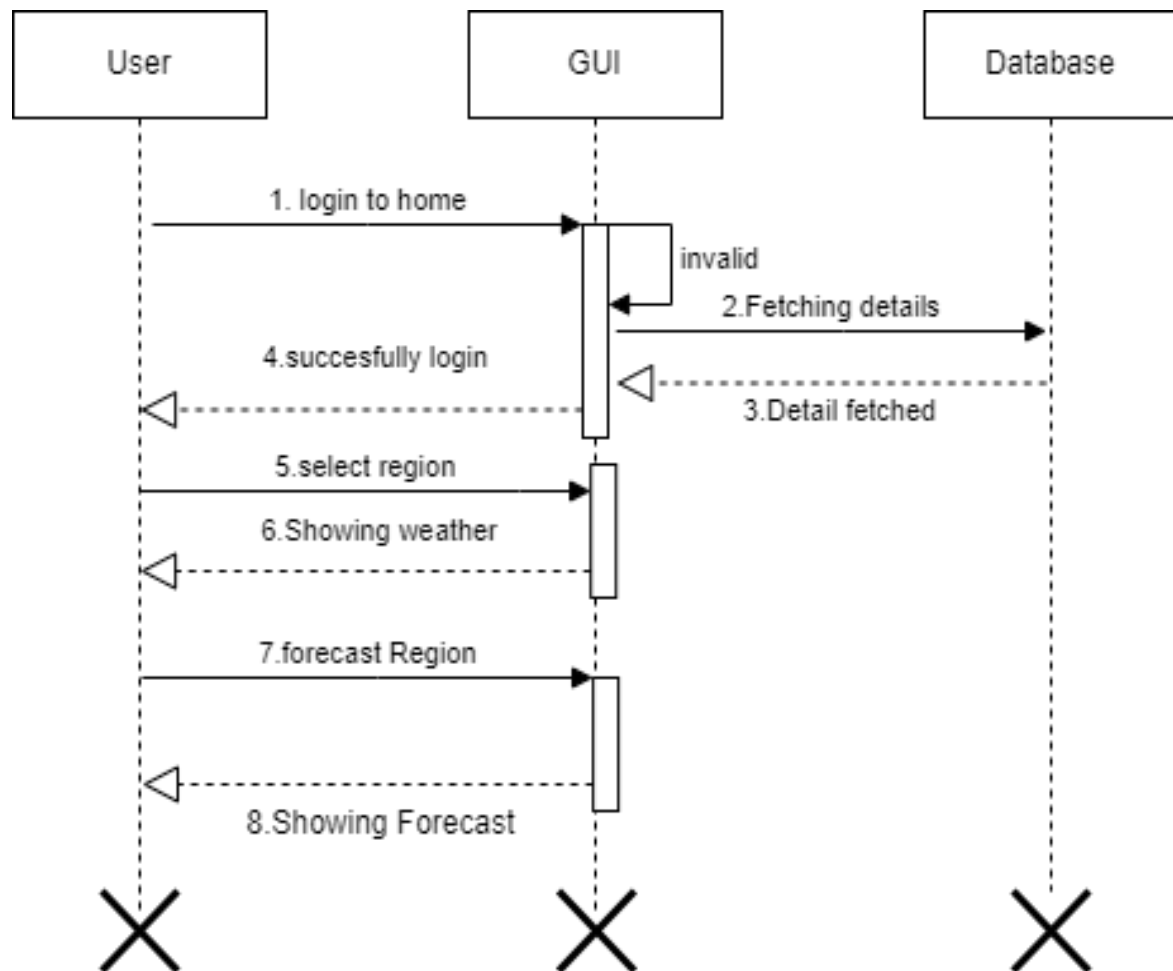 User
GUI
Database
1. login to home
invalid
2.Fetching details
4.succesfully login
3.Detail fetched
5.select region
6.Showing weather
7.forecast Region
8.Showing Forecast